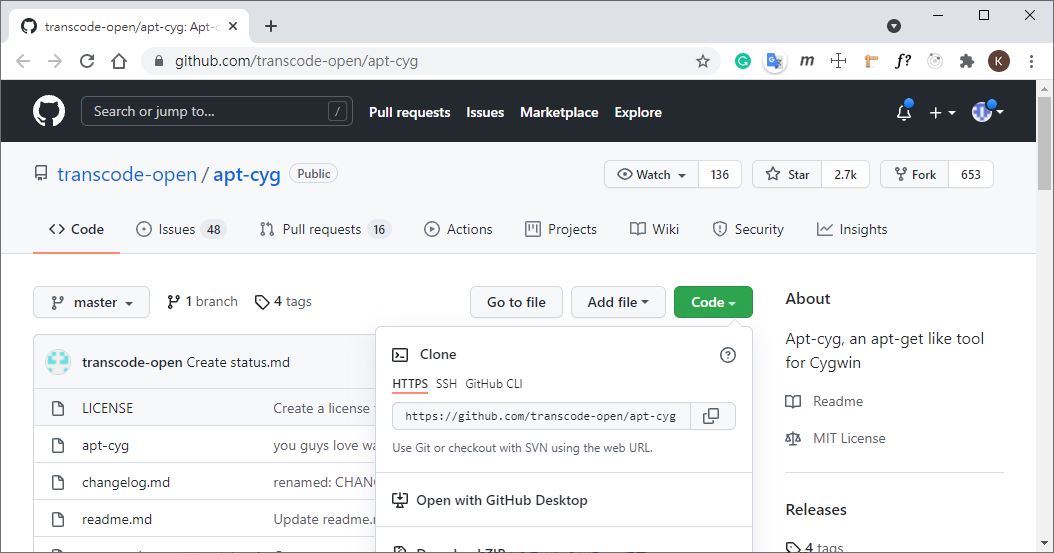 transcode-open/apt-cyg: Apt-c
github.com/transcode-open/apt-cyg
m
f?
K
Search or jump to... /
Pull requests Issues Marketplace Explore
transcode-open / apt-cyg Public
Watch 136 Star 2.7k Fork 653
Code Issues 48 Pull requests 16 Actions Projects Wiki Security Insights
master 1 branch 4 tags Go to file Add file Code
About
transcode-open Create status.md
Clone
Apt-cyg, an apt-get like tool
for Cygwin
HTTPS SSH GitHub CLI
LICENSE Create a license
https://github.com/transcode-open/apt-cyg
Readme
apt-cyg you guys love wa
Use Git or checkout with SVN using the web URL.
MIT License
changelog.md renamed: CHAN
Open with GitHub Desktop
Releases
readme.md Update readme.
Download ZIP
4 tags